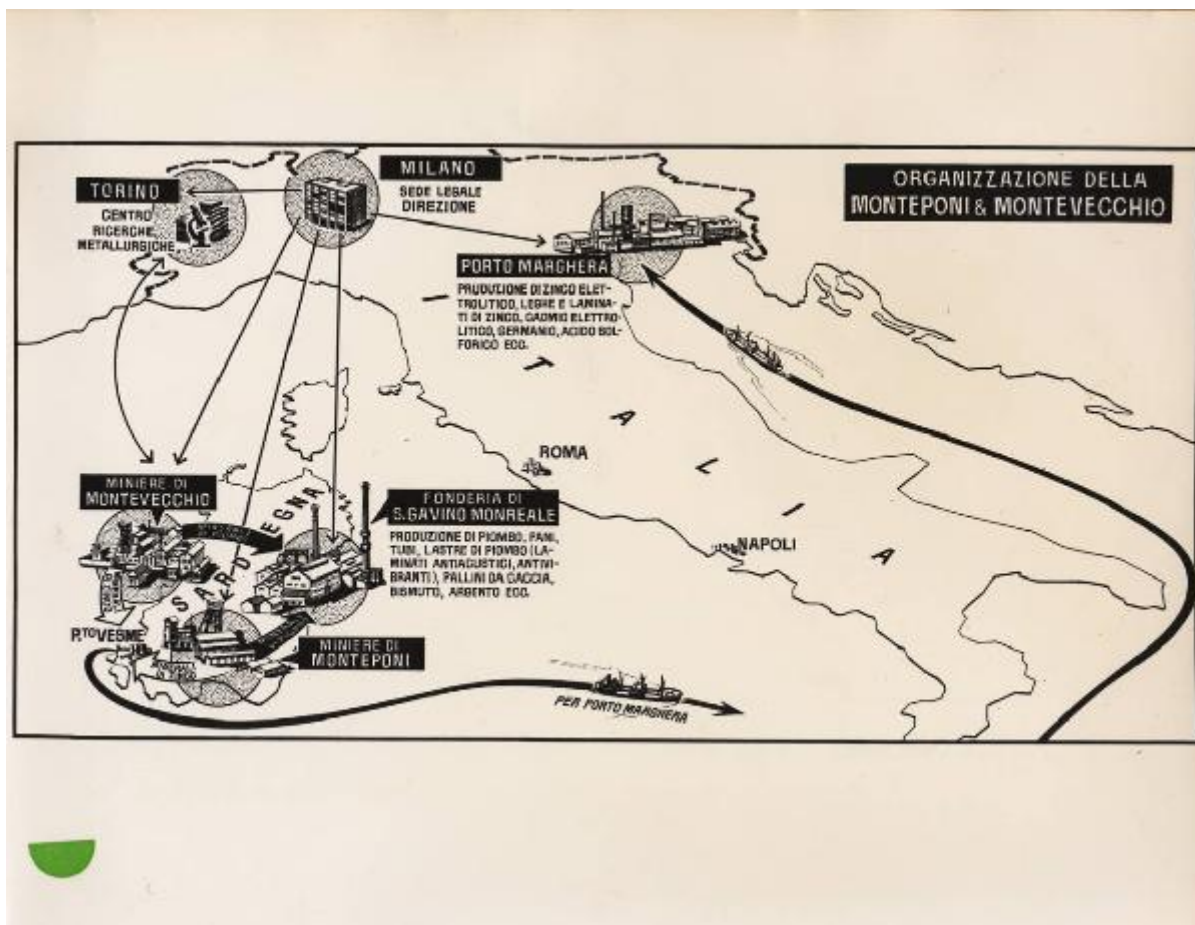 ORGANIZZAZIONE DELLA
MONTEPONI & MONTEVECCHIO
MILANO
SEDE LEGALE
DIREZIONE
TORINO
CENTRO
RICERCHE
METALLURGICHE
PORTO MARGHERA
PRODUZIONE DI ZINCO ELET-
TROLITICO, LEGHE E LAMINA-
TI DI ZINCO, CADMIO ELETTRO-
LITICO, GERMANIO, ACIDO SOL-
FORICO ECC.
ITALIA
ROMA
NAPOLI
MINIERE DI
MONTEVECCHIO
SARDEGNA
FONDERIA DI
S. GAVINO MONREALE
PRODUZIONE DI PIOMBO, PANI,
TUBI, LASTRE DI PIOMBO (LA-
MINATI ANTIACUSTICI, ANTIVI-
BRANTI), PALLINI DA CACCIA,
BISMUTO, ARGENTO ECC.
P.TO VESME
MINIERE DI
MONTEPONI
PER PORTO MARGHERA